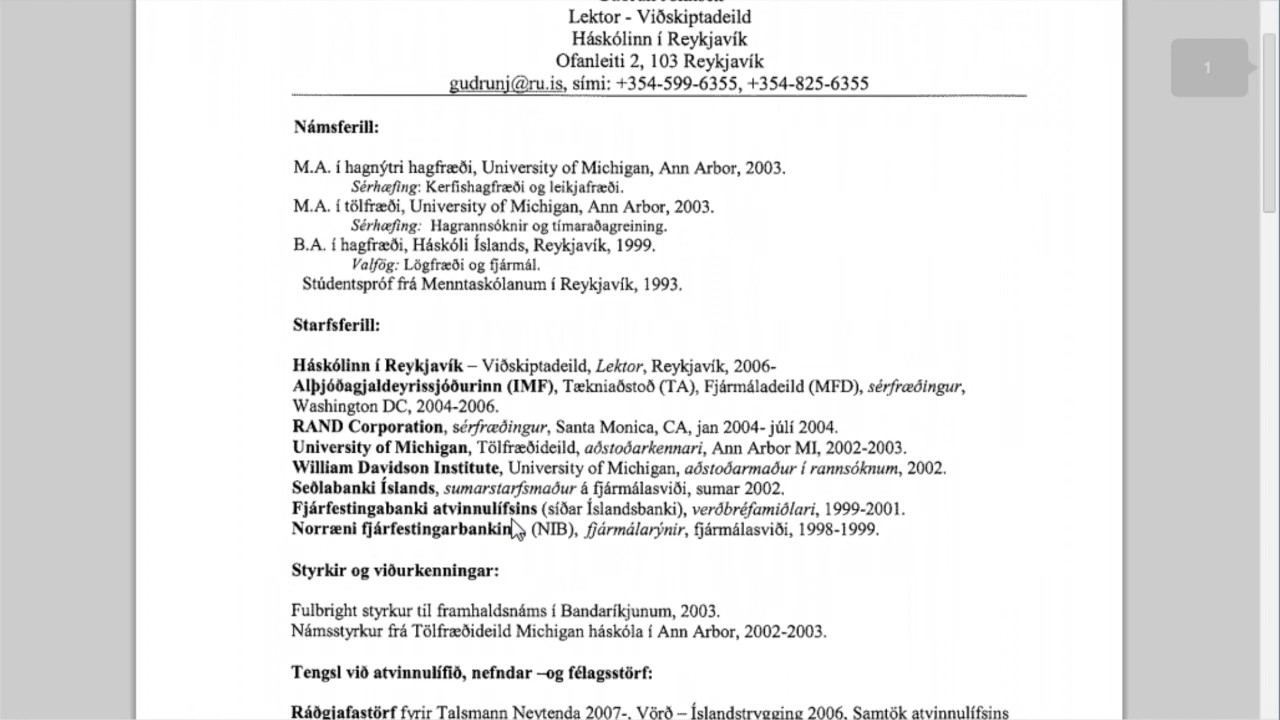 Lektor - Viðskiptadeild
Háskólinn í Reykjavík
Ofanleiti 2, 103 Reykjavík
gudrunj@ru.is, sími: +354-599-6355, +354-825-6355
1
Námsferill:
M.A. í hagnýtri hagfræði, University of Michigan, Ann Arbor, 2003.
Sérhæfing: Kerfishagfræði og leikjafræði.
M.A. í tölfræði, University of Michigan, Ann Arbor, 2003.
Sérhæfing: Hagrannsóknir og tímaraðagreining.
B.A. í hagfræði, Háskóli Íslands, Reykjavík, 1999.
Valfög: Lögfræði og fjármál.
Stúdentspróf frá Menntaskólanum í Reykjavík, 1993.
Starfsferill:
Háskólinn í Reykjavík – Viðskiptadeild, Lektor, Reykjavík, 2006-
Alþjóðagjaldeyrissjóðurinn (IMF), Tækniaðstoð (TA), Fjármáladeild (MFD), sérfræðingur,
Washington DC, 2004-2006.
RAND Corporation, sérfræðingur, Santa Monica, CA, jan 2004- júlí 2004.
University of Michigan, Tölfræðideild, aðstoðarkennari, Ann Arbor MI, 2002-2003.
William Davidson Institute, University of Michigan, aðstoðarmaður í rannsóknum, 2002.
Seðlabanki Íslands, sumarstarfsmaður á fjármálasviði, sumar 2002.
Fjárfestingabanki atvinnulífsins (síðar Íslandsbanki), verðbréfamiðlari, 1999-2001.
Norræni fjárfestingarbankin (NIB), fjármálarýnir, fjármálasviði, 1998-1999.
Styrkir og viðurkenningar:
Fulbright styrkur til framhaldsnáms í Bandaríkjunum, 2003.
Námsstyrkur frá Tölfræðideild Michigan háskóla í Ann Arbor, 2002-2003.
Tengsl við atvinnulífið, nefndar –og félagsstörf:
Ráðgjafastörf fyrir Talsmann Neytenda 2007-, Vörð – Íslandstrygging 2006, Samtök atvinnulífsins